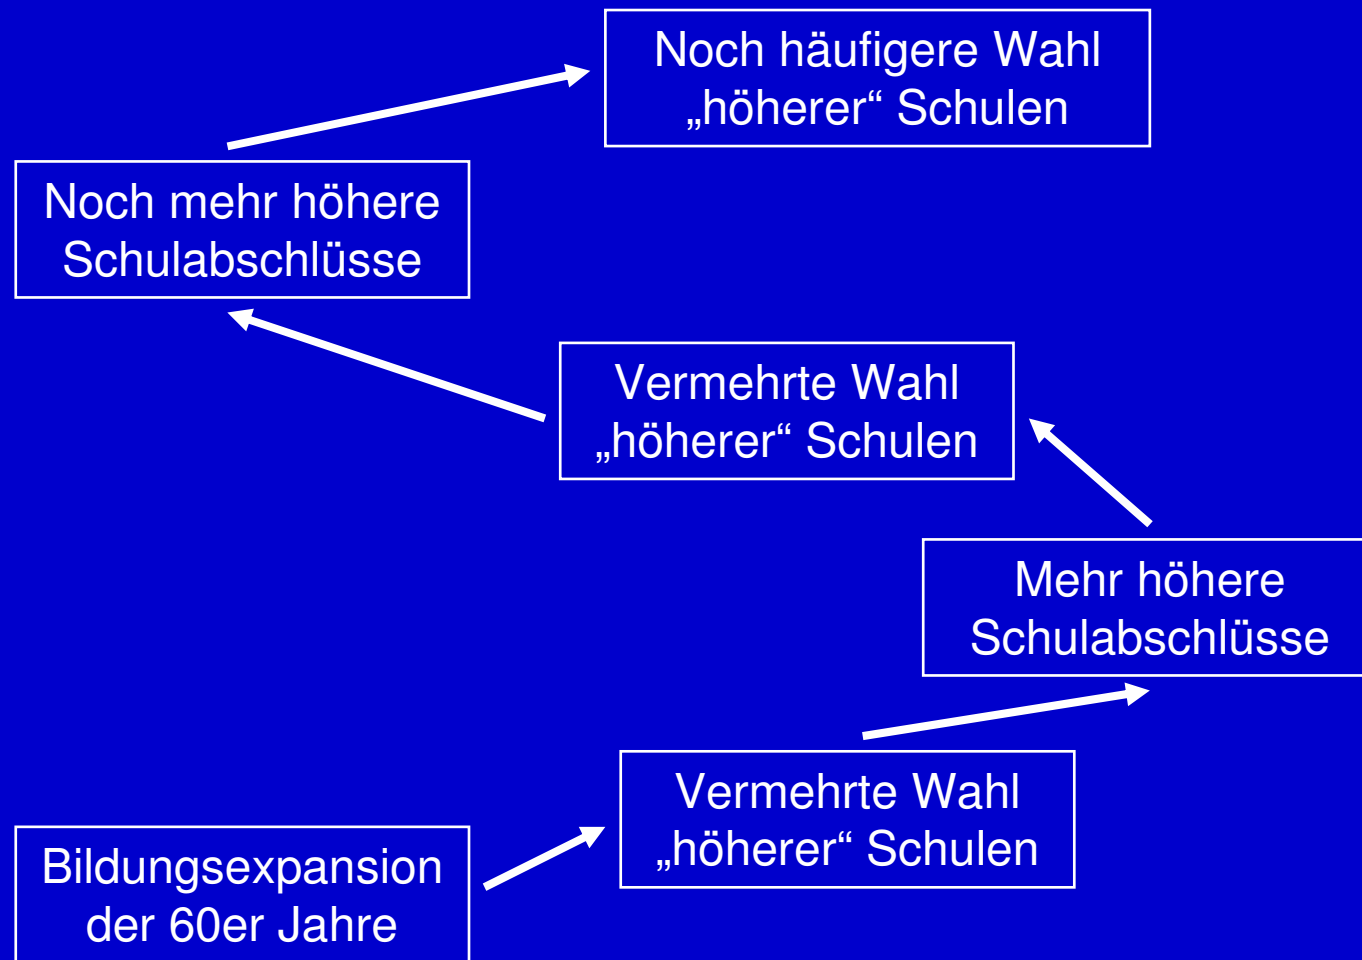 Noch häufigere Wahl
„höherer“ Schulen
Noch mehr höhere
Schulabschlüsse
Vermehrte Wahl
„höherer“ Schulen
Mehr höhere
Schulabschlüsse
Vermehrte Wahl
„höherer“ Schulen
Bildungsexpansion
der 60er Jahre